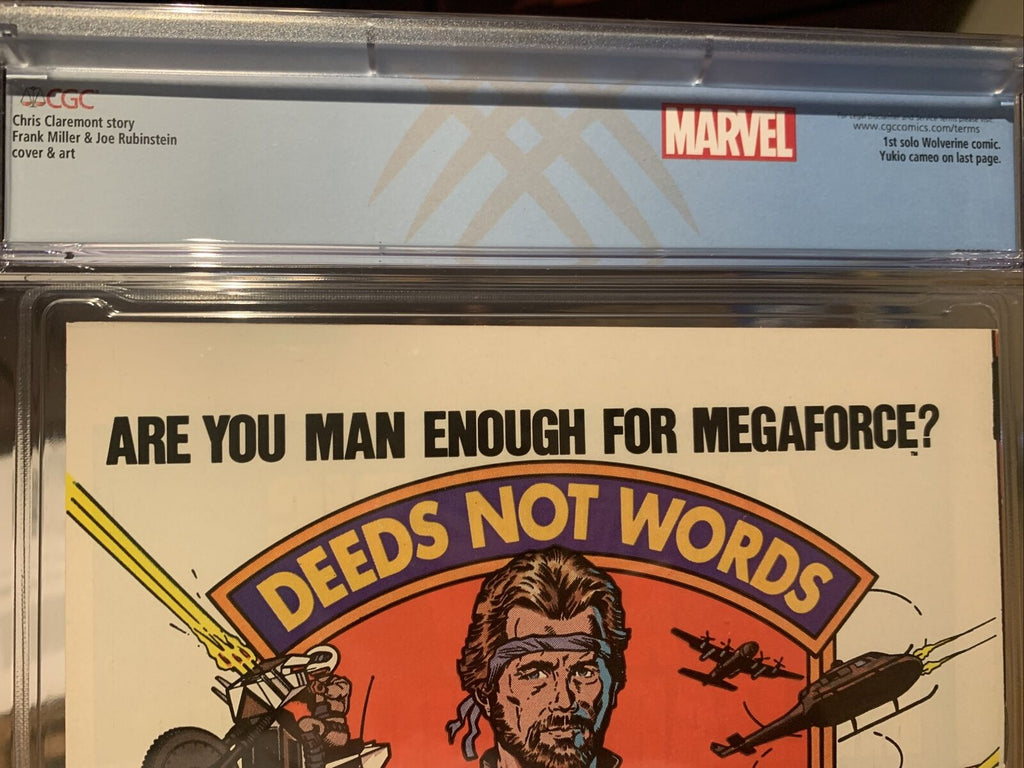 CGC
Chris Claremont story
Frank Miller & Joe Rubinstein
cover & art
MARVEL
www.cgccomics.com/terms
1st solo Wolverine comic.
Yukio cameo on last page.
ARE YOU MAN ENOUGH FOR MEGAFORCE?™
DEEDS NOT WORDS